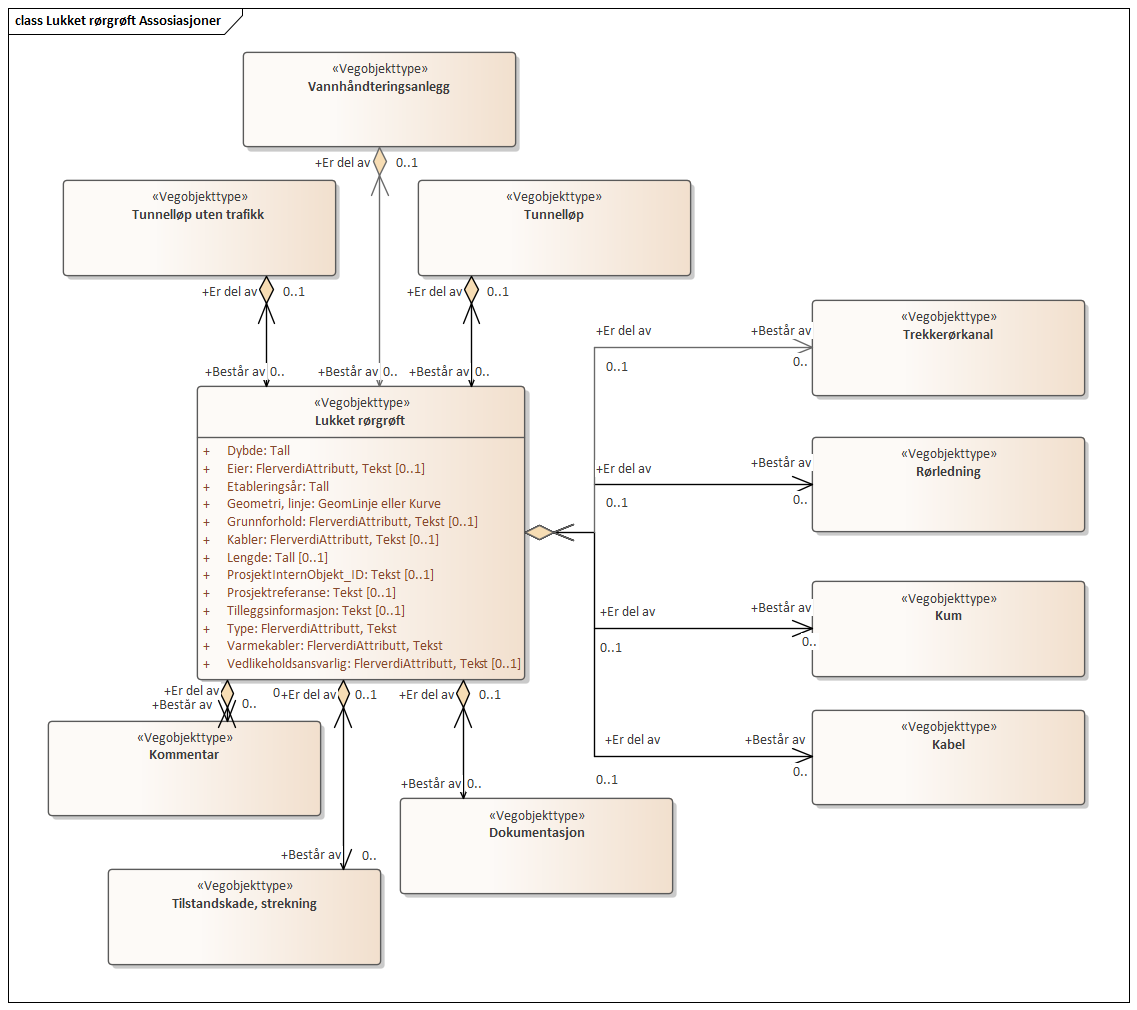 class Lukket rørgrøft Assosiasjoner
«Vegobjekttype»
Vannhåndteringsanlegg
+Er del av 0..1
«Vegobjekttype»
Tunnelløp uten trafikk
«Vegobjekttype»
Tunnelløp
+Er del av 0..1
+Er del av 0..1
+Består av 0..
+Består av 0..
+Består av 0..
«Vegobjekttype»
Lukket rørgrøft
+ Dybde: Tall
+ Eier: FlerverdiAttributt, Tekst [0..1]
+ Etableringsår: Tall
+ Geometri, linje: GeomLinje eller Kurve
+ Grunnforhold: FlerverdiAttributt, Tekst [0..1]
+ Kabler: FlerverdiAttributt, Tekst [0..1]
+ Lengde: Tall [0..1]
+ ProsjektInternObjekt_ID: Tekst [0..1]
+ Prosjektreferanse: Tekst [0..1]
+ Tilleggsinformasjon: Tekst [0..1]
+ Type: FlerverdiAttributt, Tekst
+ Varmekabler: FlerverdiAttributt, Tekst
+ Vedlikeholdsansvarlig: FlerverdiAttributt, Tekst [0..1]
+Er del av
+Består av
0..1
0..
«Vegobjekttype»
Trekkerørkanal
+Er del av
+Består av
0..1
0..
«Vegobjekttype»
Rørledning
+Er del av
+Består av
0..1
0..
«Vegobjekttype»
Kum
+Er del av
+Består av
0..1
0..
«Vegobjekttype»
Kabel
+Er del av 0
+Består av 0..
«Vegobjekttype»
Kommentar
+Er del av 0..1
+Består av 0..
«Vegobjekttype»
Tilstandskade, strekning
+Er del av 0..1
+Består av 0..
«Vegobjekttype»
Dokumentasjon